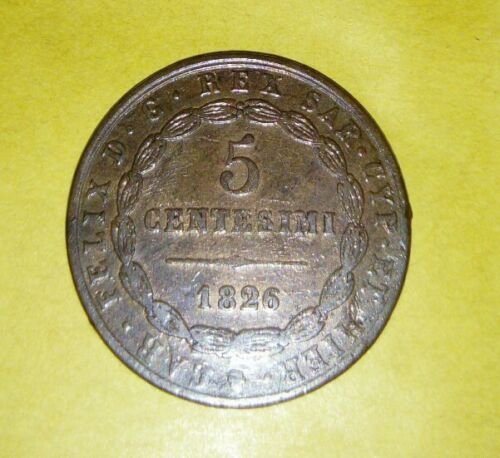 CAR · FELIX D · G · REX SAR · CYP · ET HIER
5
CENTESIMI
1826